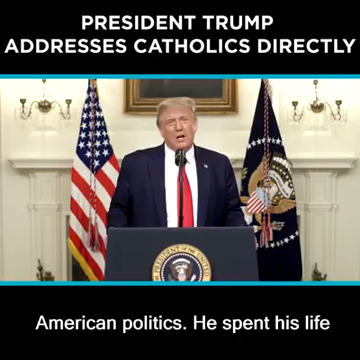 PRESIDENT TRUMP
ADDRESSES CATHOLICS DIRECTLY
American politics. He spent his life